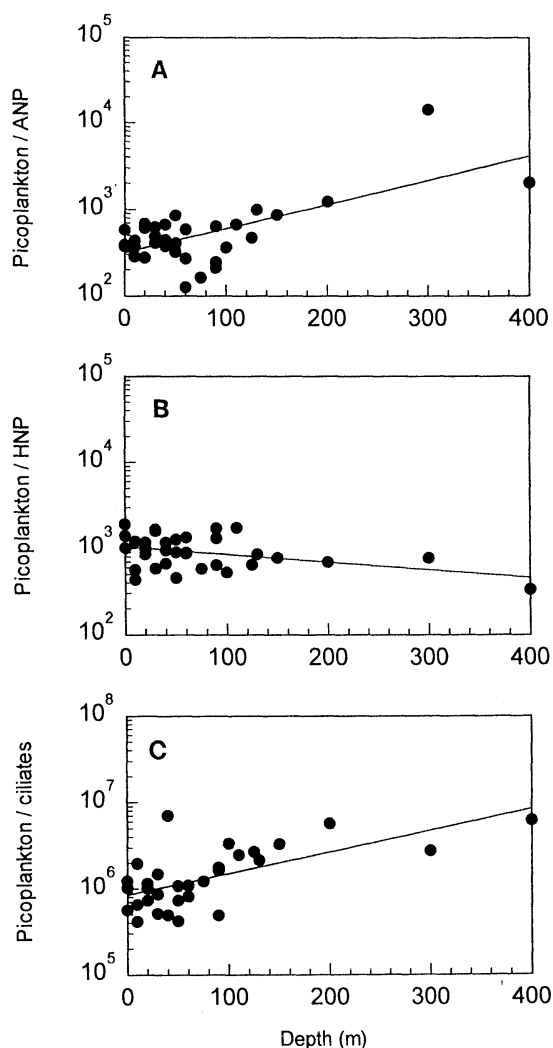 10^5
A
10^4
10^3
10^2
Picoplankton / ANP
0 100 200 300 400
10^5
B
10^4
10^3
10^2
Picoplankton / HNP
0 100 200 300 400
10^8
C
10^7
10^6
10^5
Picoplankton / ciliates
0 100 200 300 400
Depth (m)